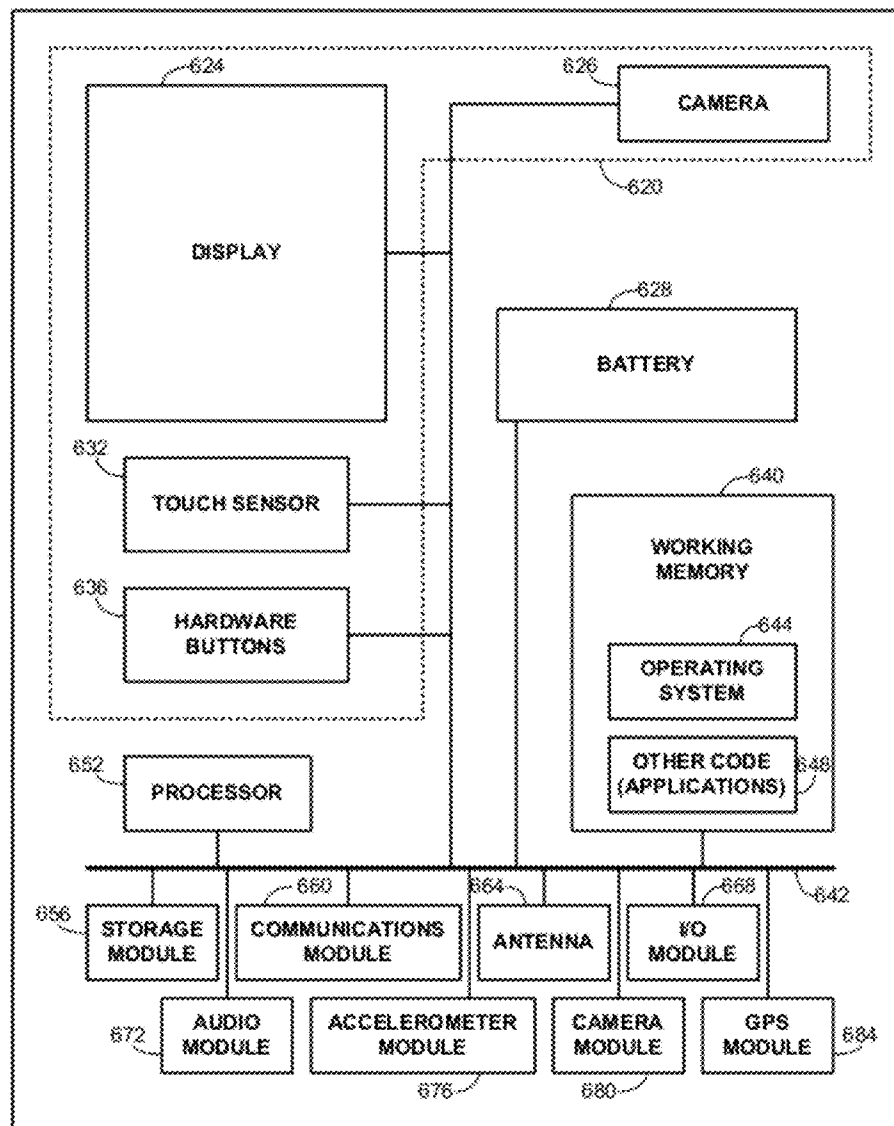 624
626
CAMERA
620
DISPLAY
628
BATTERY
632
TOUCH SENSOR
640
WORKING
MEMORY
636
HARDWARE
BUTTONS
644
OPERATING
SYSTEM
652
PROCESSOR
OTHER CODE
(APPLICATIONS)
648
642
656
STORAGE
MODULE
660
COMMUNICATIONS
MODULE
664
ANTENNA
668
I/O
MODULE
672
AUDIO
MODULE
ACCELEROMETER
MODULE
676
CAMERA
MODULE
680
GPS
MODULE
684